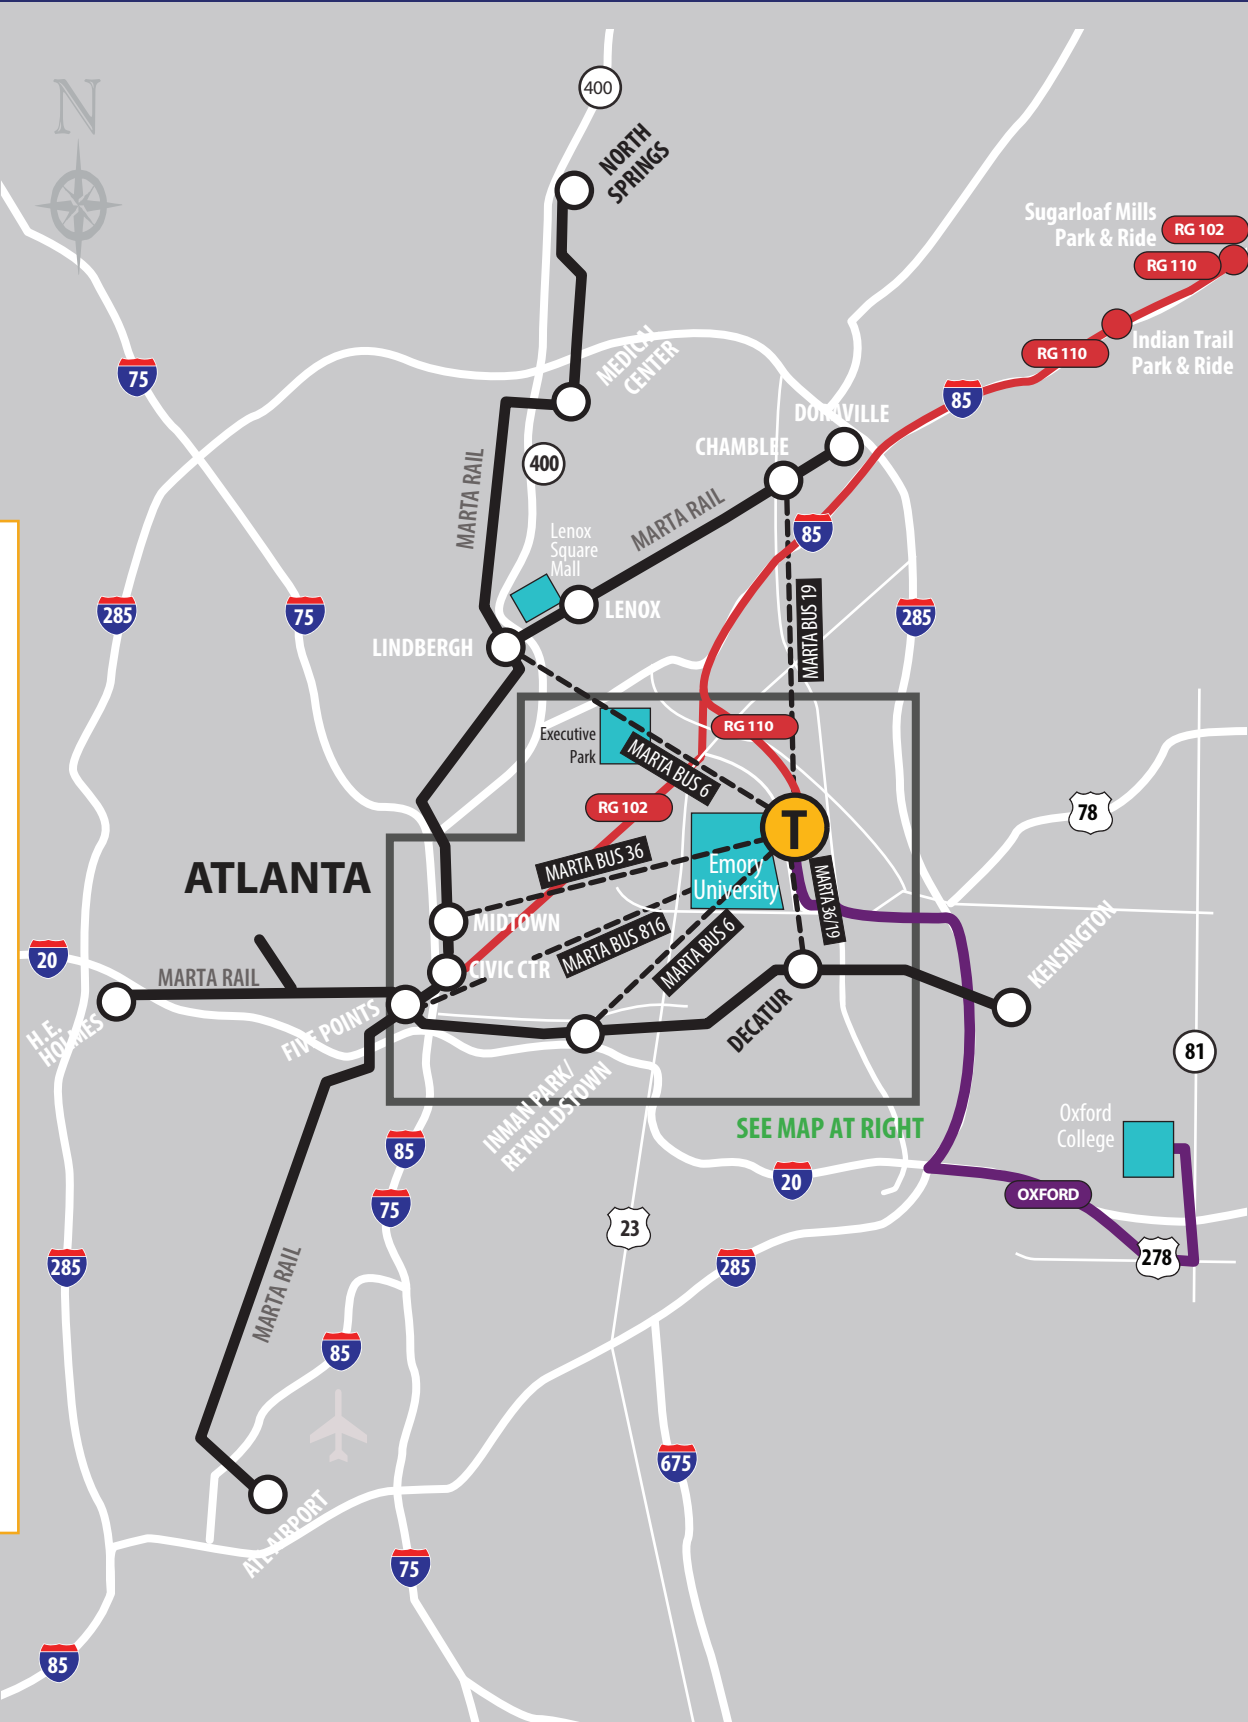 N
400
NORTH
SPRINGS
Sugarloaf Mills
Park & Ride
RG 102
RG 110
Indian Trail
Park & Ride
RG 110
75
MEDICAL
CENTER
85
DORAVILLE
CHAMBLEE
400
MARTA RAIL
MARTA RAIL
85
Lenox
Square
Mall
LENOX
285
75
285
MARTA BUS 19
LINDBERGH
Executive
Park
RG 110
MARTA BUS 6
RG 102
78
T
ATLANTA
MARTA BUS 36
Emory
University
MARTA 36/19
MIDTOWN
MARTA BUS 816
MARTA BUS 6
KENSINGTON
20
MARTA RAIL
CIVIC CTR
H.E.
HOLMES
FIVE POINTS
DECATUR
81
INMAN PARK/
REYNOLDSTOWN
SEE MAP AT RIGHT
Oxford
College
85
20
75
OXFORD
23
278
285
285
MARTA RAIL
85
675
ATL AIRPORT
75
85